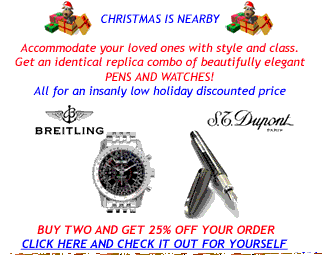 CHRISTMAS IS NEARBY
Accommodate your loved ones with style and class.
Get an identical replica combo of beautifully elegant
PENS AND WATCHES!
All for an insanly low holiday discounted price
BREITLING
S.T. Dupont
PARIS
BUY TWO AND GET 25% OFF YOUR ORDER
CLICK HERE AND CHECK IT OUT FOR YOURSELF